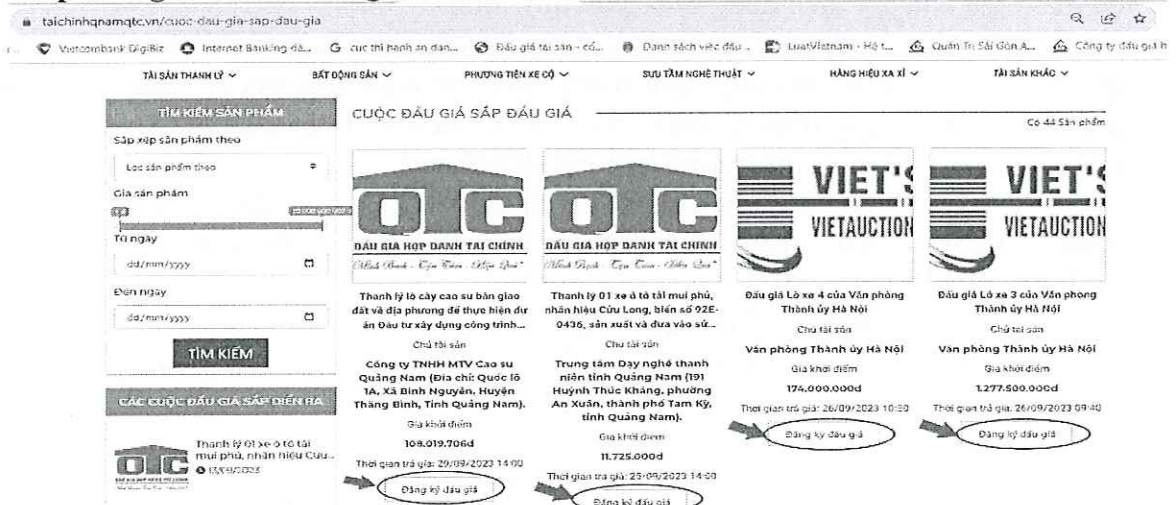 taichinhqnamqtc.vn/cuoc-dau-gia-sap-dau-gia
Vietcombank DigiBiz
Internet Banking dà...
cục thi hành án dân...
Đấu giá tài sản - cổ...
Danh sách việc đấu...
LuatVietnam - Hệ t...
Quản Trị Sài Gòn A...
Công ty đấu giá h
TÀI SẢN THANH LÝ
BẤT ĐỘNG SẢN
PHƯƠNG TIỆN XE CỘ
SƯU TẦM NGHỆ THUẬT
HÀNG HIỆU XA XỈ
TÀI SẢN KHÁC
TÌM KIẾM SẢN PHẨM
Sắp xếp sản phẩm theo
Lọc sản phẩm theo
Giá sản phẩm
Từ ngày
dd/mm/yyyy
Đến ngày
dd/mm/yyyy
TÌM KIẾM
CÁC CUỘC ĐẤU GIÁ SẮP DIỄN RA
QTC
Thanh lý 01 xe ô tô tải
mui phủ, nhãn hiệu Cửu...
CUỘC ĐẤU GIÁ SẮP ĐẤU GIÁ
Có 44 Sản phẩm
QTC
ĐẤU GIÁ HỢP DANH TÀI CHÍNH
Thanh lý lô cây cao su bàn giao
đất và địa phương để thực hiện dự
án Đầu tư xây dựng công trình...
Chủ tài sản
Công ty TNHH MTV Cao su
Quảng Nam (Địa chỉ: Quốc lộ
1A, Xã Bình Nguyên, Huyện
Thăng Bình, Tỉnh Quảng Nam).
Giá khởi điểm
108.019.706đ
Thời gian trả giá: 29/09/2023 14:00
Đăng ký đấu giá
QTC
ĐẤU GIÁ HỢP DANH TÀI CHÍNH
Thanh lý 01 xe ô tô tải mui phủ,
nhãn hiệu Cửu Long, biển số 92E-
0436, sản xuất và đưa vào sử...
Chủ tài sản
Trung tâm Dạy nghề thanh
niên tỉnh Quảng Nam (191
Huỳnh Thúc Kháng, phường
An Xuân, thành phố Tam Kỳ,
tỉnh Quảng Nam).
Giá khởi điểm
11.725.000đ
Thời gian trả giá: 25/09/2023 14:00
Đăng ký đấu giá
VIET'S
VIETAUCTION
Đấu giá Lô xe 4 của Văn phòng
Thành ủy Hà Nội
Chủ tài sản
Văn phòng Thành ủy Hà Nội
Giá khởi điểm
174.000.000đ
Thời gian trả giá: 26/09/2023 10:30
Đăng ký đấu giá
VIET'S
VIETAUCTION
Đấu giá Lô xe 3 của Văn phòng
Thành ủy Hà Nội
Chủ tài sản
Văn phòng Thành ủy Hà Nội
Giá khởi điểm
1.277.500.000đ
Thời gian trả giá: 26/09/2023 09:40
Đăng ký đấu giá